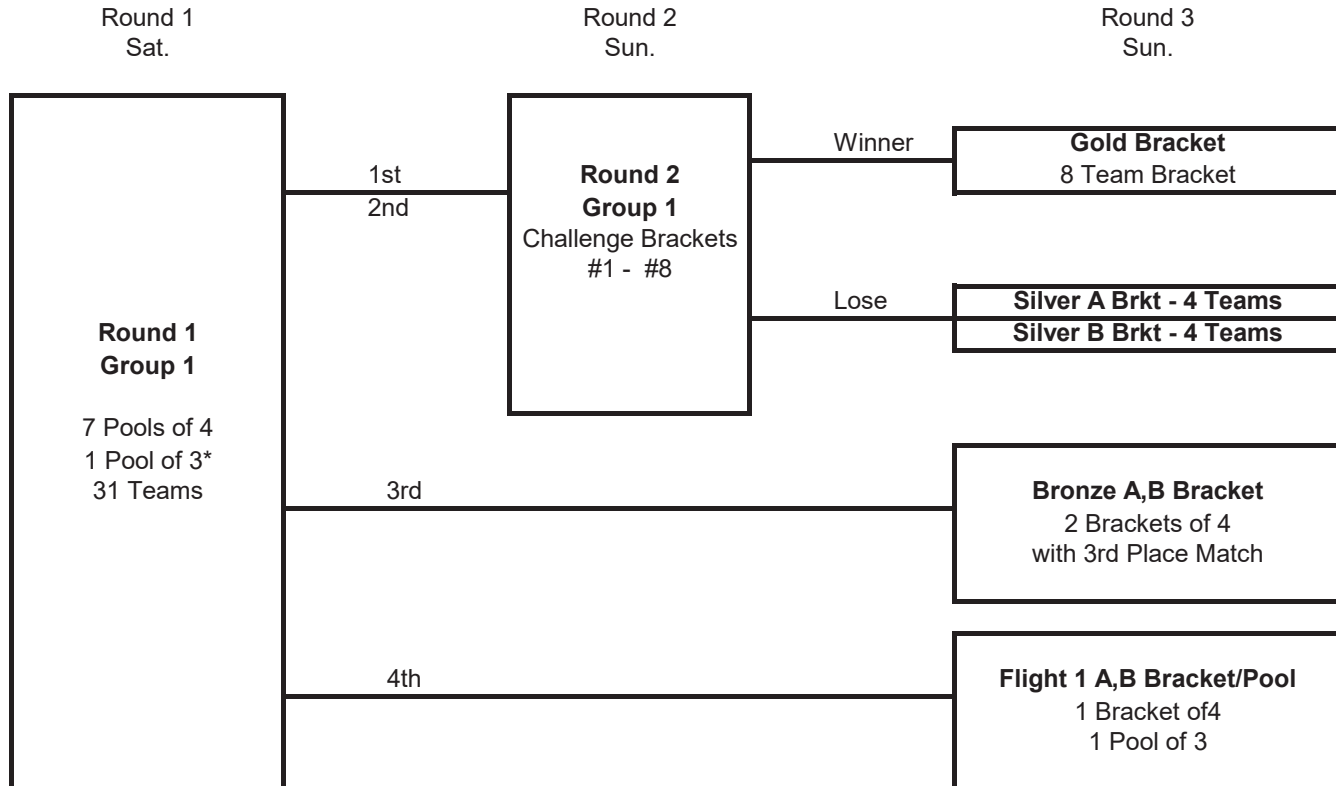 Round 1
Sat.
Round 2
Sun.
Round 3
Sun.
Round 1
Group 1
7 Pools of 4
1 Pool of 3*
31 Teams
1st
2nd
3rd
4th
Round 2
Group 1
Challenge Brackets
#1 - #8
Winner
Lose
Gold Bracket
8 Team Bracket
Silver A Brkt - 4 Teams
Silver B Brkt - 4 Teams
Bronze A,B Bracket
2 Brackets of 4
with 3rd Place Match
Flight 1 A,B Bracket/Pool
1 Bracket of4
1 Pool of 3